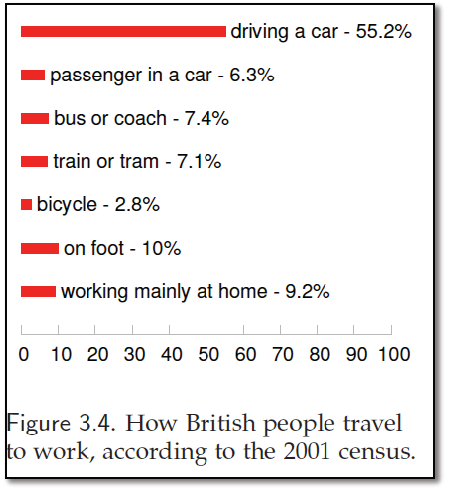 driving a car - 55.2%
passenger in a car - 6.3%
bus or coach - 7.4%
train or tram - 7.1%
bicycle - 2.8%
on foot - 10%
working mainly at home - 9.2%
0 10 20 30 40 50 60 70 80 90 100
Figure 3.4. How British people travel
to work, according to the 2001 census.